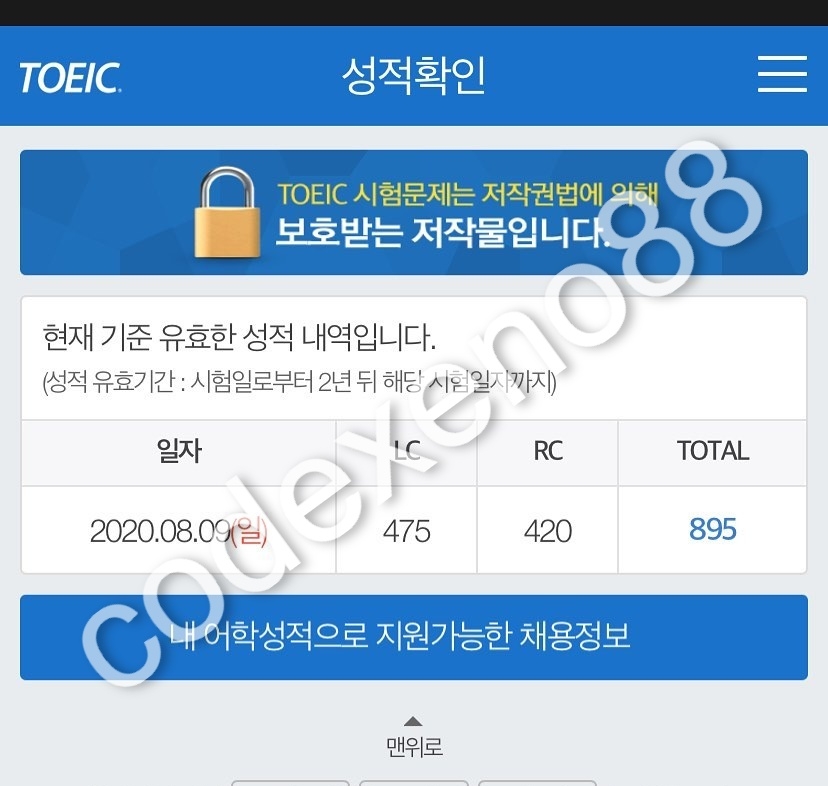 TOEIC
성적확인
TOEIC 시험문제는 저작권법에 의해
보호받는 저작물입니다.
현재 기준 유효한 성적 내역입니다.
(성적 유효기간 : 시험일로부터 2년 뒤 해당 시험일자까지)
일자 LC RC TOTAL
2020.08.09(일) 475 420 895
내 어학성적으로 지원가능한 채용정보
맨위로
codexeno88